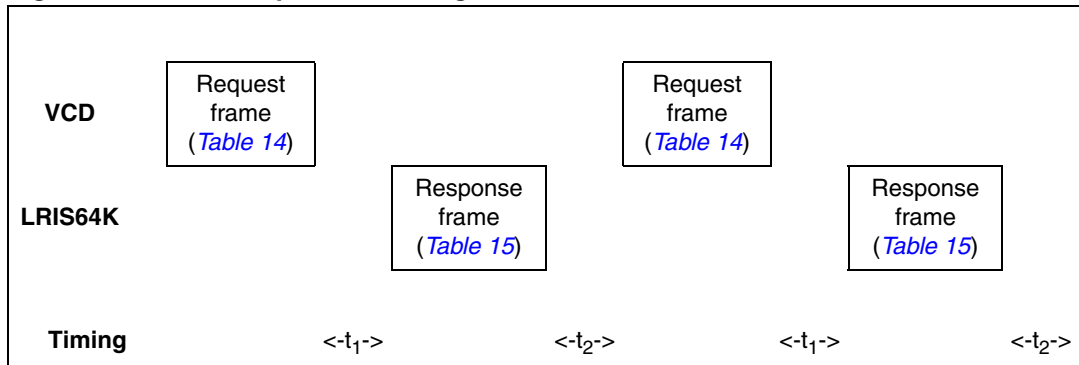 VCD
Request
frame
(Table 14)
Request
frame
(Table 14)
LRIS64K
Response
frame
(Table 15)
Response
frame
(Table 15)
Timing <-t1-> <-t2-> <-t1-> <-t2->